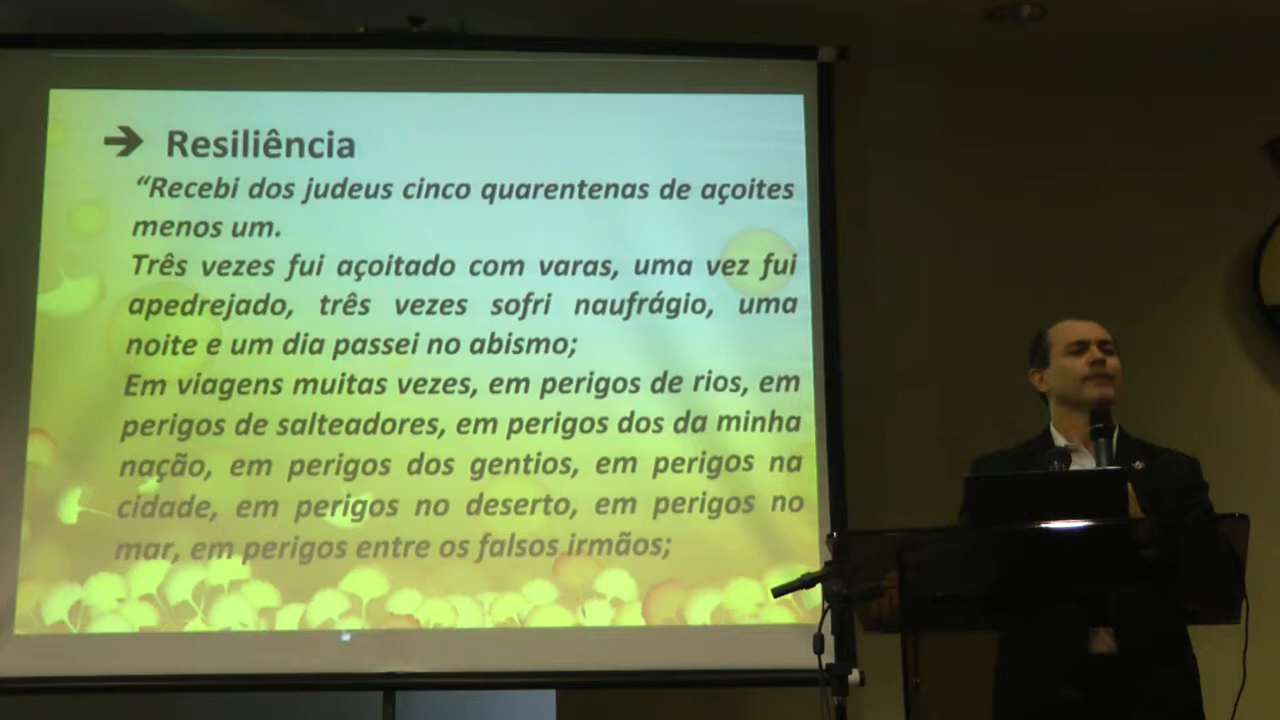 ➔ Resiliência
“Recebi dos judeus cinco quarentenas de açoites
menos um.
Três vezes fui açoitado com varas, uma vez fui
apedrejado, três vezes sofri naufrágio, uma
noite e um dia passei no abismo;
Em viagens muitas vezes, em perigos de rios, em
perigos de salteadores, em perigos dos da minha
nação, em perigos dos gentios, em perigos na
cidade, em perigos no deserto, em perigos no
mar, em perigos entre os falsos irmãos;